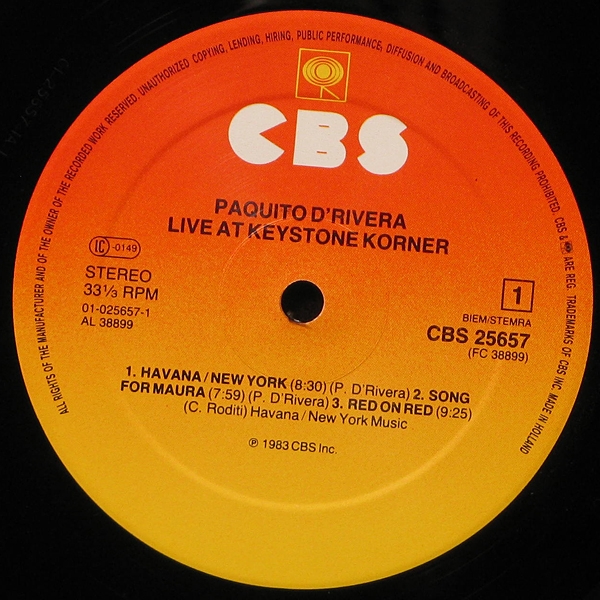 ALL RIGHTS OF THE MANUFACTURER AND OF THE OWNER OF THE RECORDED WORK RESERVED. UNAUTHORIZED COPYING, LENDING, HIRING, PUBLIC PERFORMANCE, DIFFUSION AND BROADCASTING OF THIS RECORDING PROHIBITED. CBS & ARE REG. TRADEMARKS OF CBS INC. MADE IN HOLLAND
CBS
PAQUITO D'RIVERA
LIVE AT KEYSTONE KORNER
IC -0149
STEREO
33⅓ RPM
01-025657-1
AL 38899
1
BIEM/STEMRA
CBS 25657
(FC 38899)
1. HAVANA / NEW YORK (8:30) (P. D'Rivera) 2. SONG
FOR MAURA (7:59) (P. D'Rivera) 3. RED ON RED (9:25)
(C. Roditi) Havana / New York Music
℗ 1983 CBS Inc.